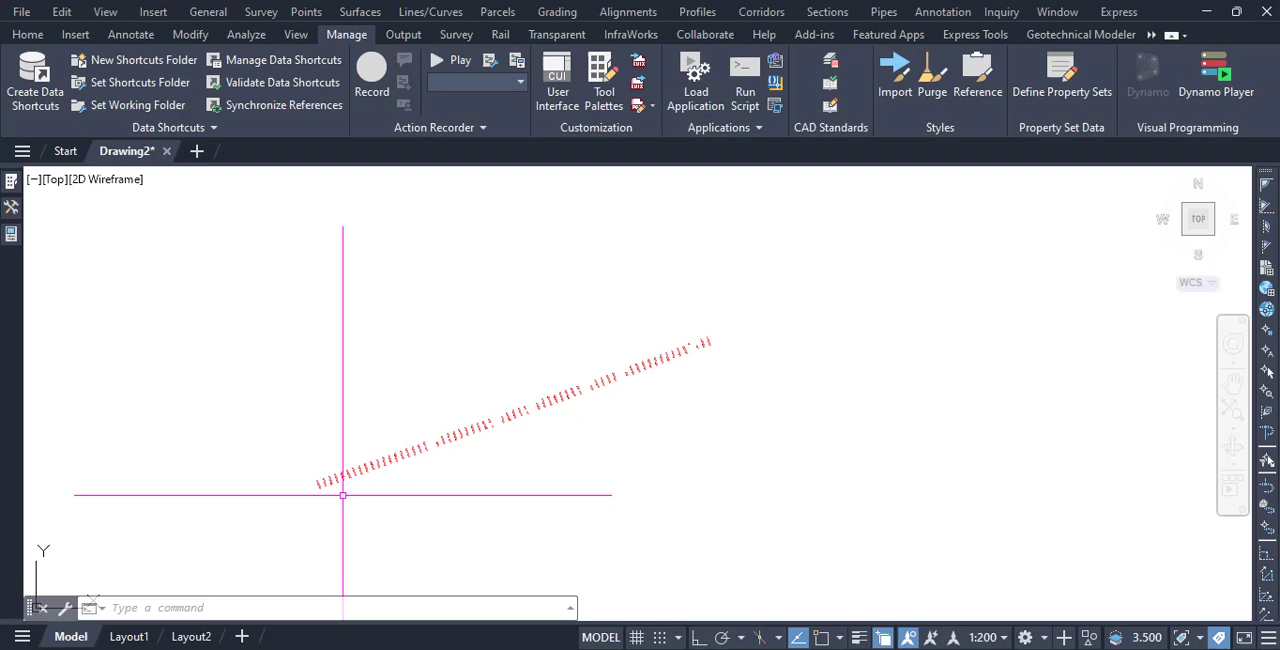 File Edit View Insert General Survey Points Surfaces Lines/Curves Parcels Grading Alignments Profiles Corridors Sections Pipes Annotation Inquiry Window Express
Home Insert Annotate Modify Analyze View Manage Output Survey Rail Transparent InfraWorks Collaborate Help Add-ins Featured Apps Express Tools Geotechnical Modeler
Create Data Shortcuts
New Shortcuts Folder
Set Shortcuts Folder
Set Working Folder
Manage Data Shortcuts
Validate Data Shortcuts
Synchronize References
Data Shortcuts
Record
Play
Action Recorder
CUI
User Interface
Tool Palettes
Customization
Load Application
Run Script
Applications
CAD Standards
Import Purge Reference
Styles
Define Property Sets
Property Set Data
Dynamo Dynamo Player
Visual Programming
Start Drawing2*
[−][Top][2D Wireframe]
N
W TOP E
S
WCS
Y
X
Type a command
Model Layout1 Layout2
MODEL 1:200 3.500